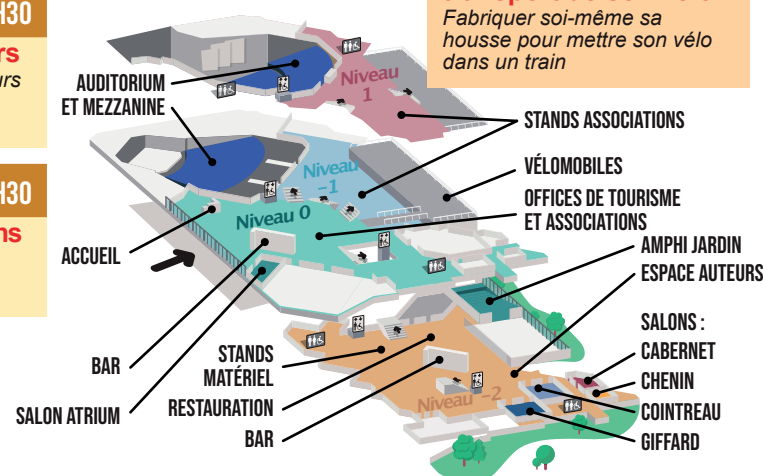 H30
rs
urs
H30
ns
Fabriquer soi-même sa
housse pour mettre son vélo
dans un train
AUDITORIUM
ET MEZZANINE
Niveau
1
STANDS ASSOCIATIONS
Niveau
-1
VÉLOMOBILES
OFFICES DE TOURISME
ET ASSOCIATIONS
Niveau 0
ACCUEIL
AMPHI JARDIN
ESPACE AUTEURS
BAR
STANDS
MATÉRIEL
SALONS :
CABERNET
CHENIN
COINTREAU
GIFFARD
SALON ATRIUM
RESTAURATION
BAR
Niveau -2